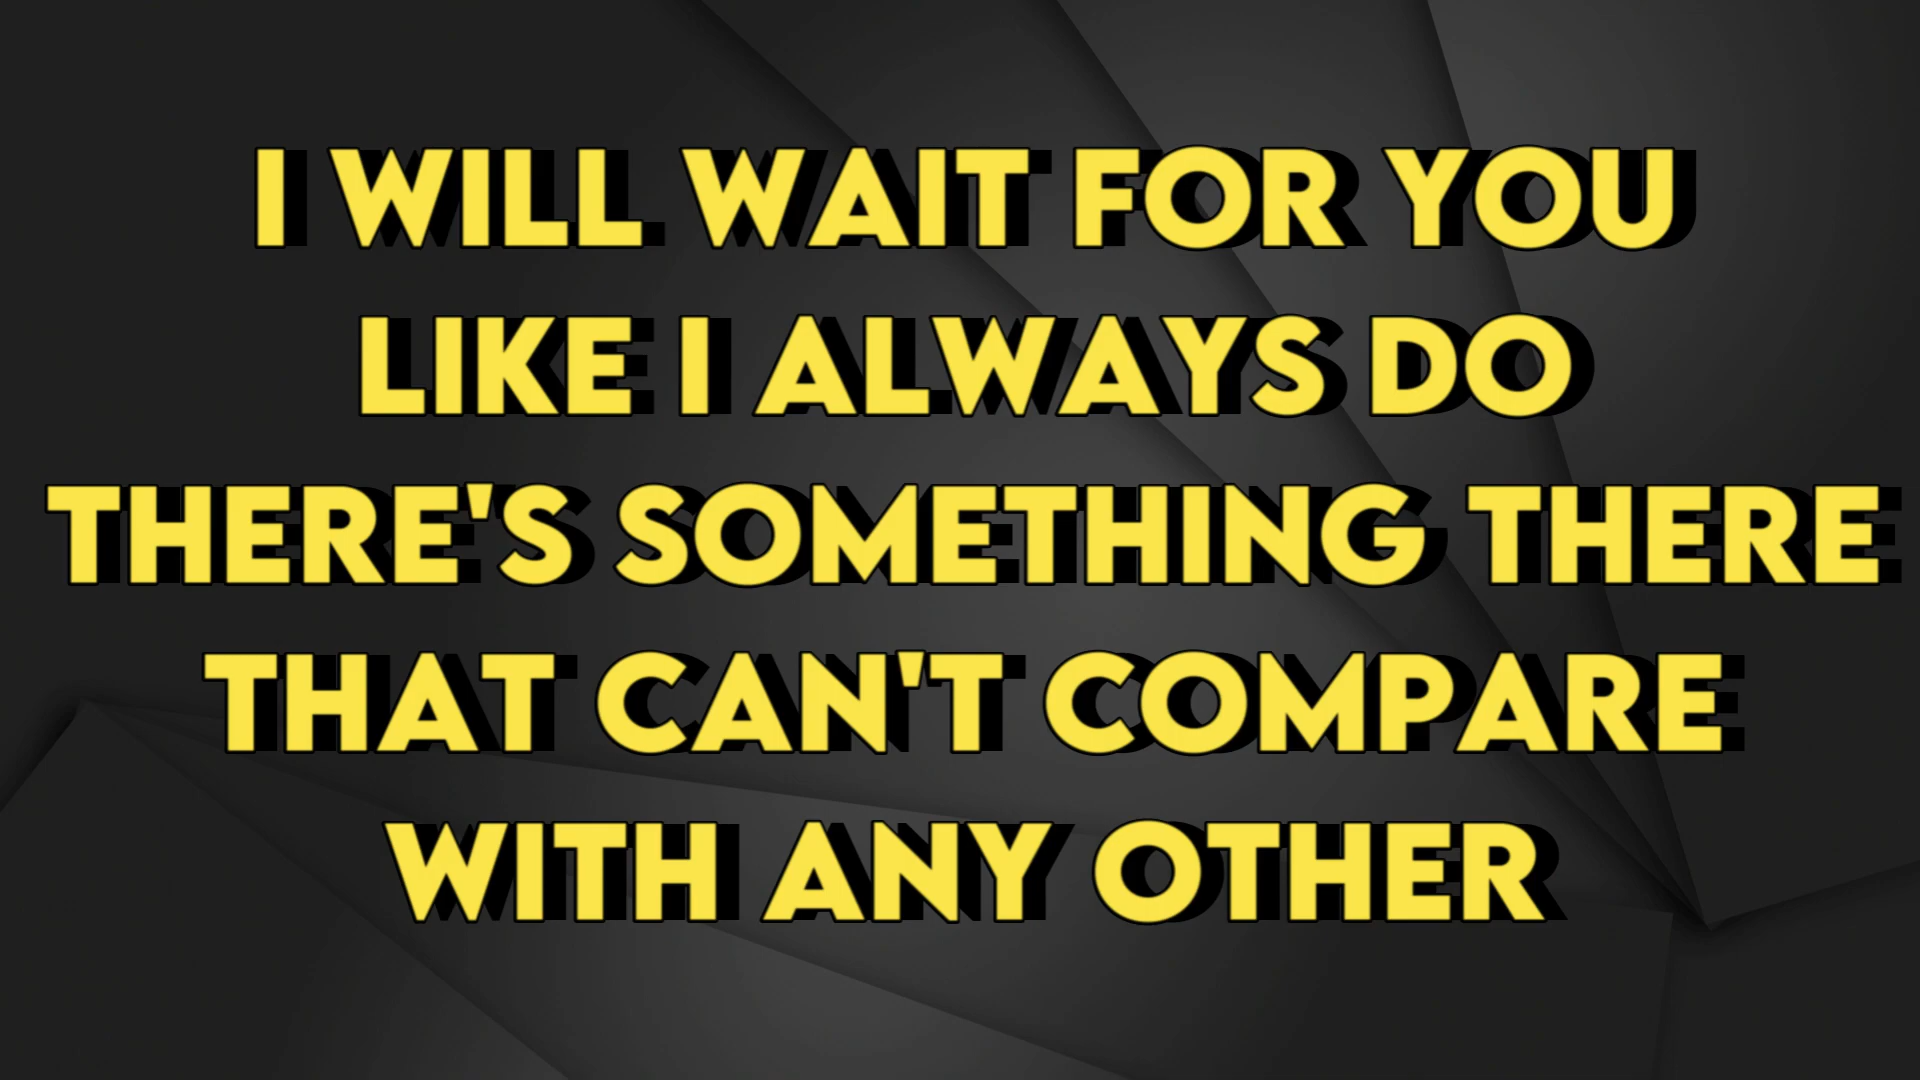 I WILL WAIT FOR YOU
LIKE I ALWAYS DO
THERE'S SOMETHING THERE
THAT CAN'T COMPARE
WITH ANY OTHER